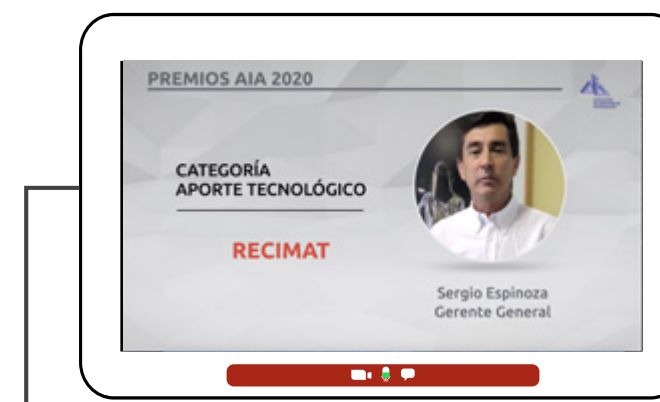 PREMIOS AIA 2020
CATEGORÍA
APORTE TECNOLÓGICO
RECIMAT
Sergio Espinoza
Gerente General